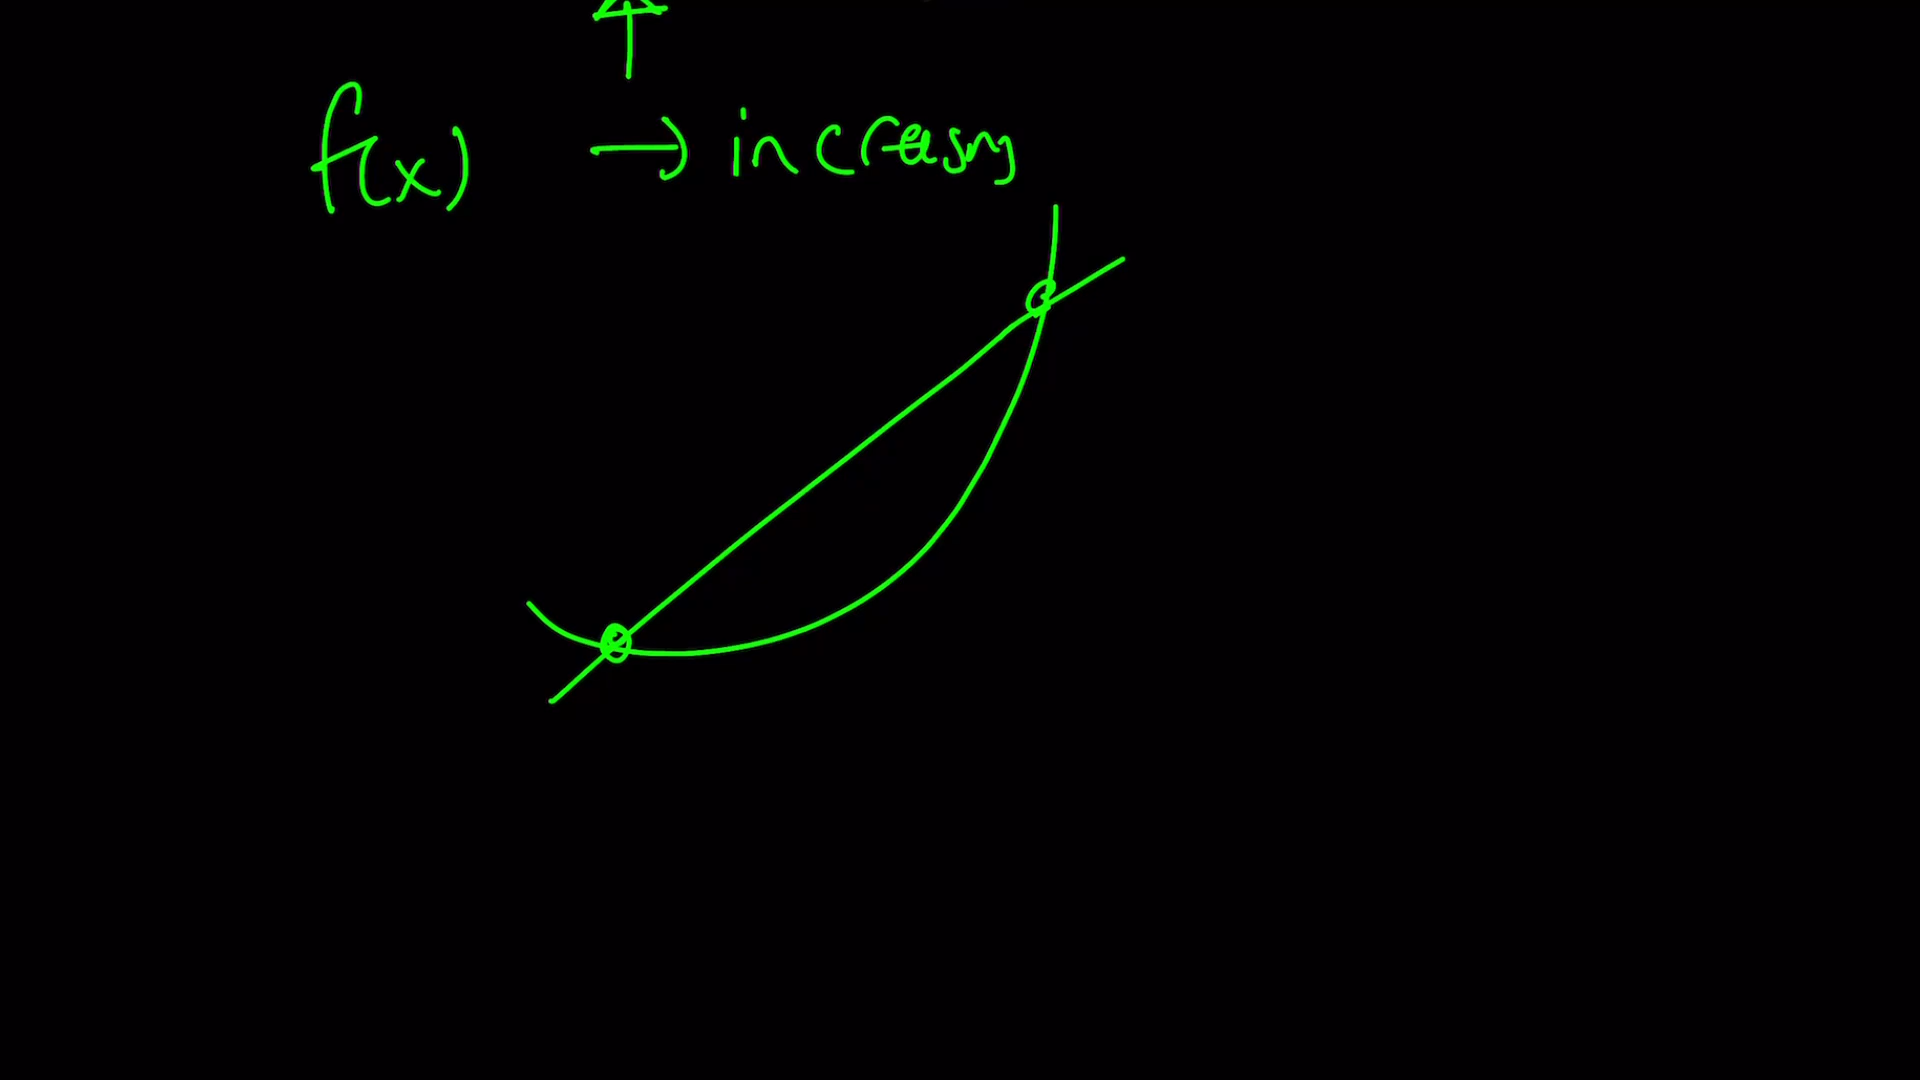 f(x) → increasing